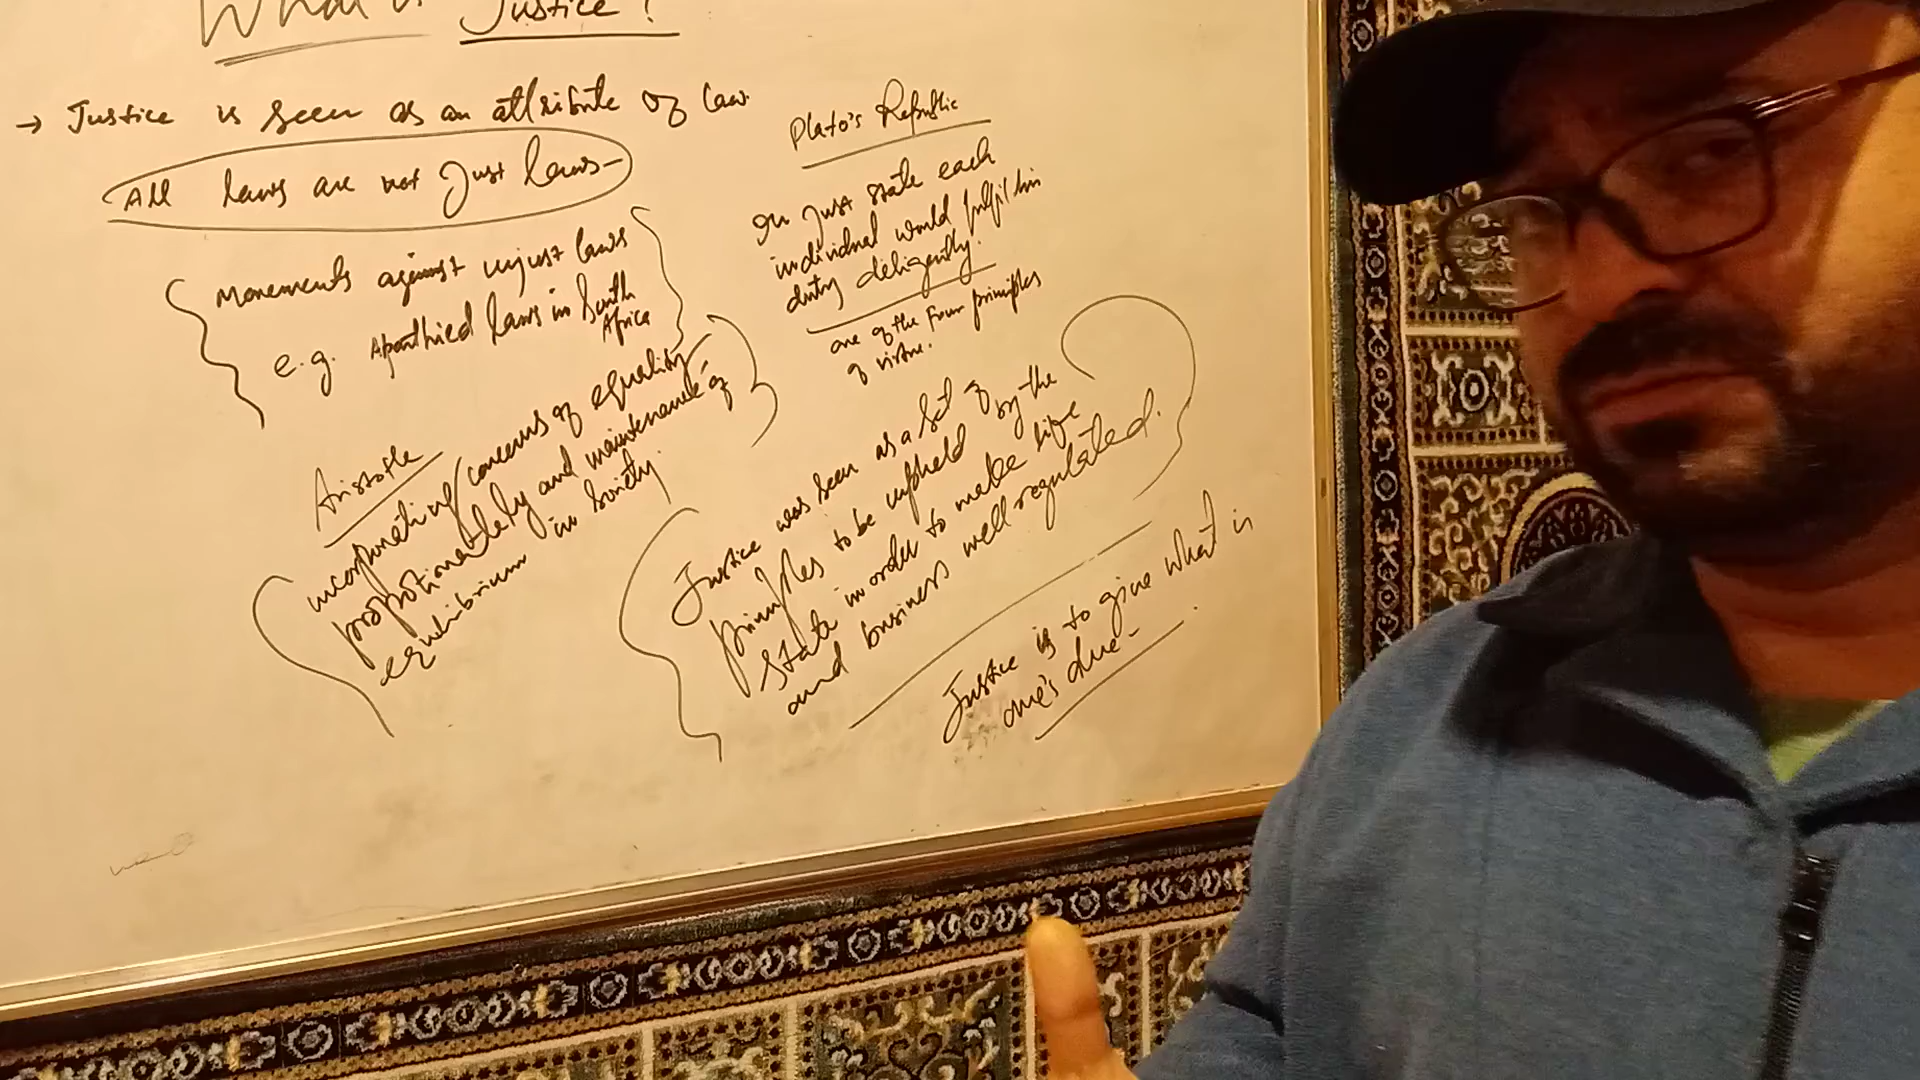 What is Justice?
→ Justice is seen as an attribute of law.
All laws are not Just laws-
Movements against unjust laws
e.g. Aparthied laws in South
Africa
Plato's Republic
In Just state each
individual would fulfil his
duty deligently.
one of the four principles
of virtue.
Aristotle
incorporating concerns of equality
proportionately and maintenance of
equilibrium in society.
Justice was seen as a set of
principles to be upheld by the
state in order to make life
and business well regulated.
Justice is to give what is
one's due-